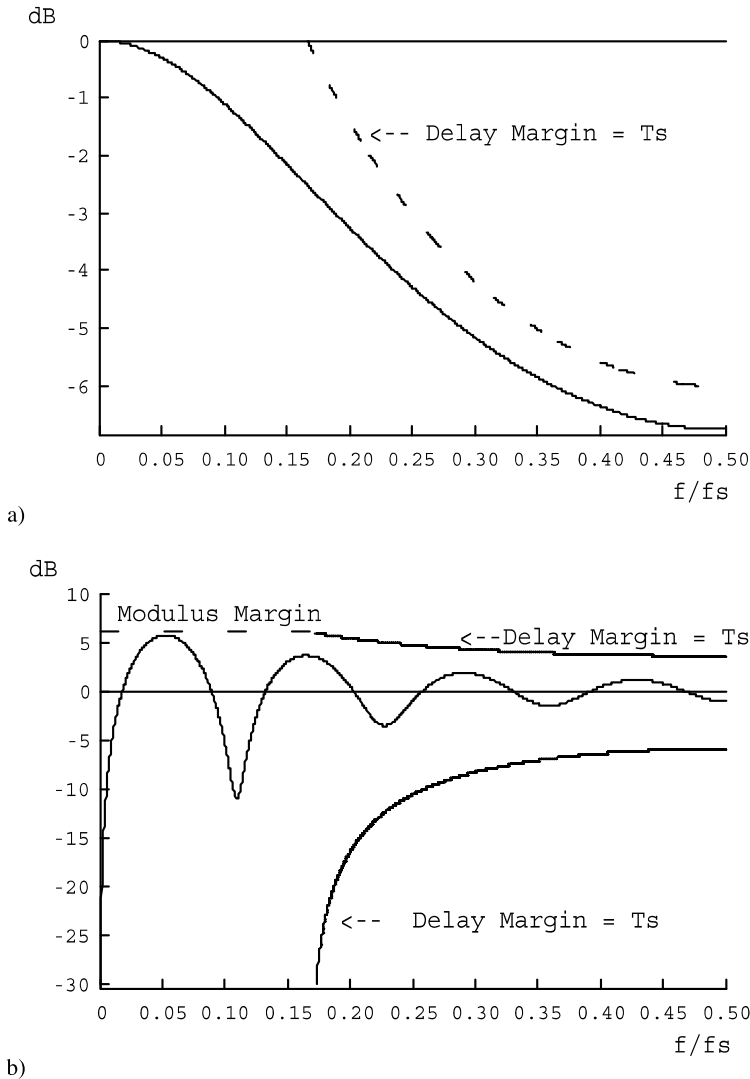 dB
0
-1
<-- Delay Margin = Ts
-2
-3
-4
-5
-6
0 0.05 0.10 0.15 0.20 0.25 0.30 0.35 0.40 0.45 0.50
f/fs
a)
dB
10
Modulus Margin
<--Delay Margin = Ts
5
0
-5
-10
-15
-20
<-- Delay Margin = Ts
-25
-30
0 0.05 0.10 0.15 0.20 0.25 0.30 0.35 0.40 0.45 0.50
f/fs
b)